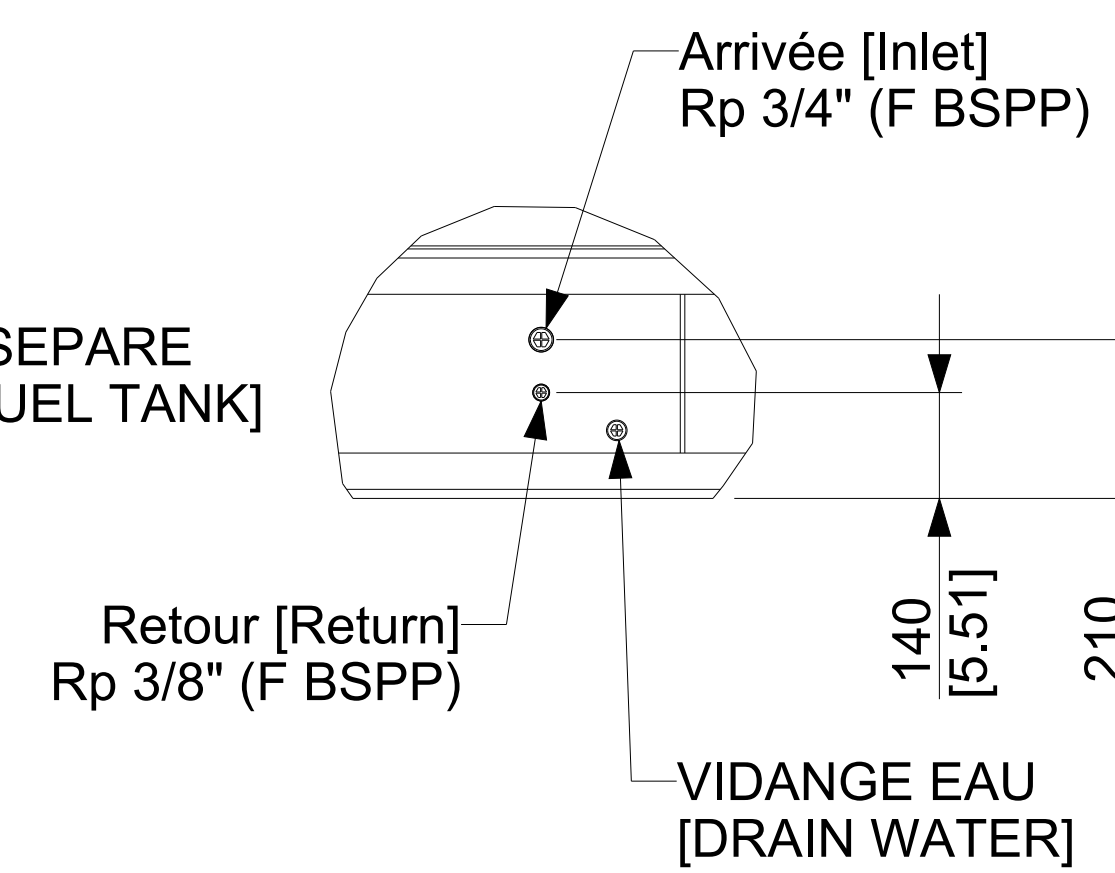 Arrivée [Inlet]
Rp 3/4" (F BSPP)
SEPARE
UEL TANK]
Retour [Return]
Rp 3/8" (F BSPP)
140
[5.51]
210
VIDANGE EAU
[DRAIN WATER]